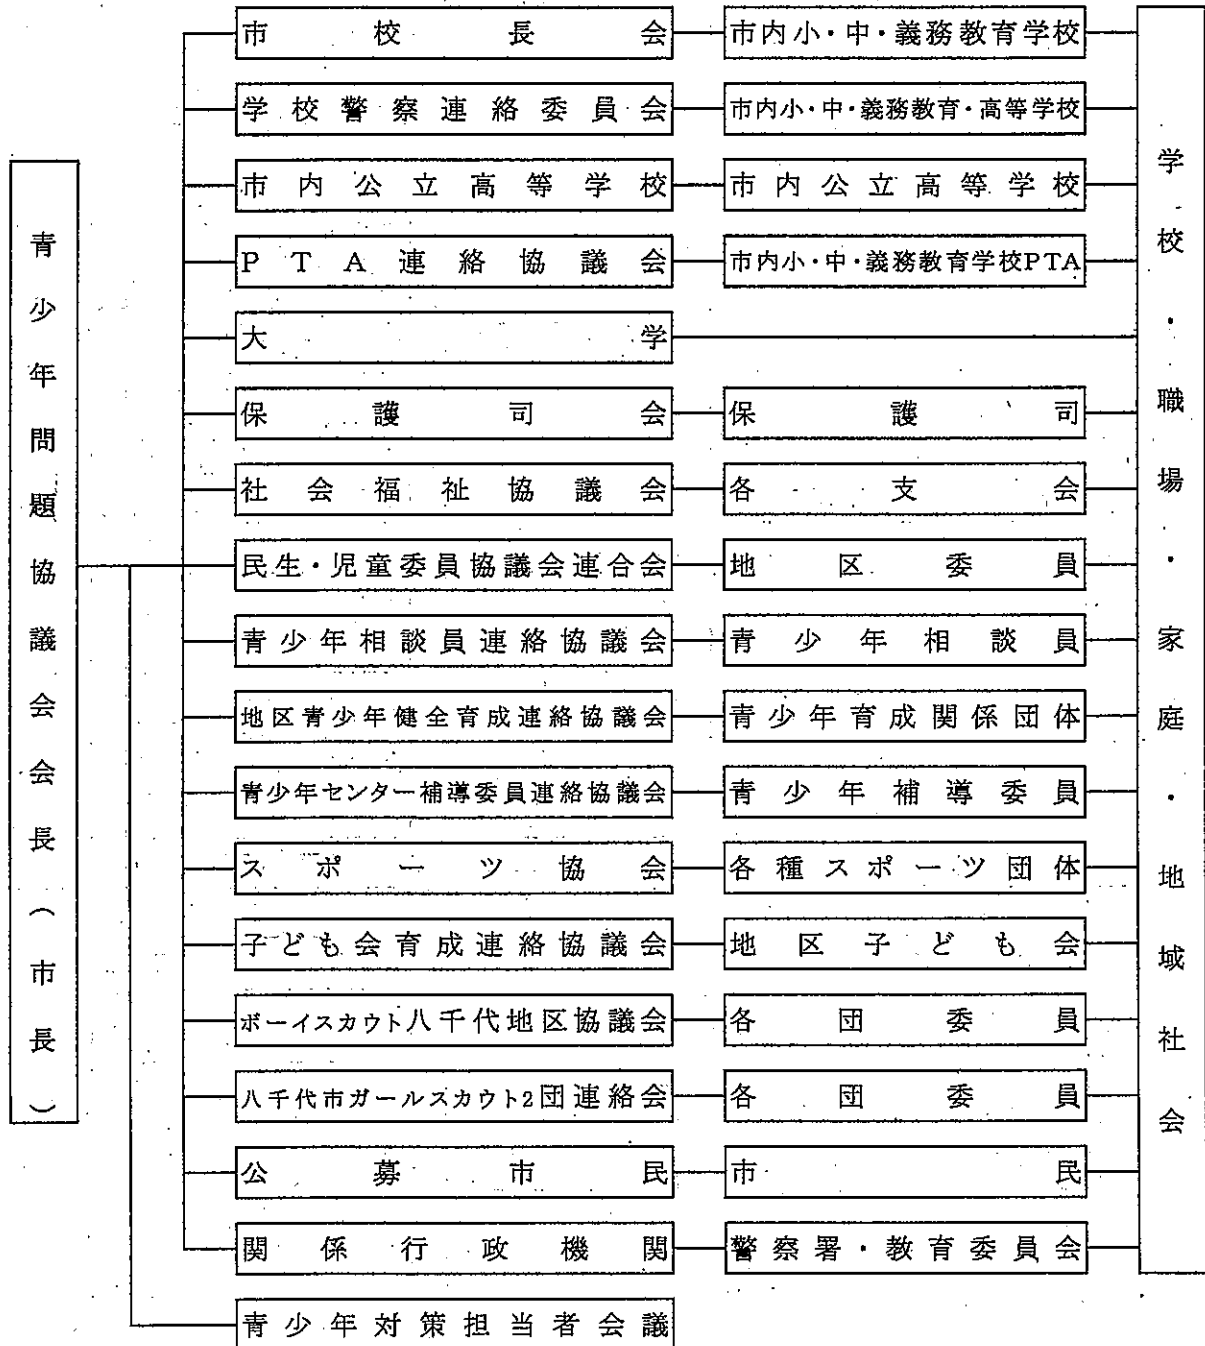 青少年問題協議会会長(市長)
市校長会
市内小・中・義務教育学校
学校警察連絡委員会
市内小・中・義務教育・高等学校
市内公立高等学校
市内公立高等学校
PTA連絡協議会
市内小・中・義務教育学校PTA
大学
保護司会
保護司
社会福祉協議会
各支会
民生・児童委員協議会連合会
地区委員
青少年相談員連絡協議会
青少年相談員
地区青少年健全育成連絡協議会
青少年育成関係団体
青少年センター補導委員連絡協議会
青少年補導委員
スポーツ協会
各種スポーツ団体
子ども会育成連絡協議会
地区子ども会
ボーイスカウト八千代地区協議会
各団委員
八千代市ガールスカウト2団連絡会
各団委員
公募市民
市民
関係行政機関
警察署・教育委員会
青少年対策担当者会議
学校・職場・家庭・地域社会